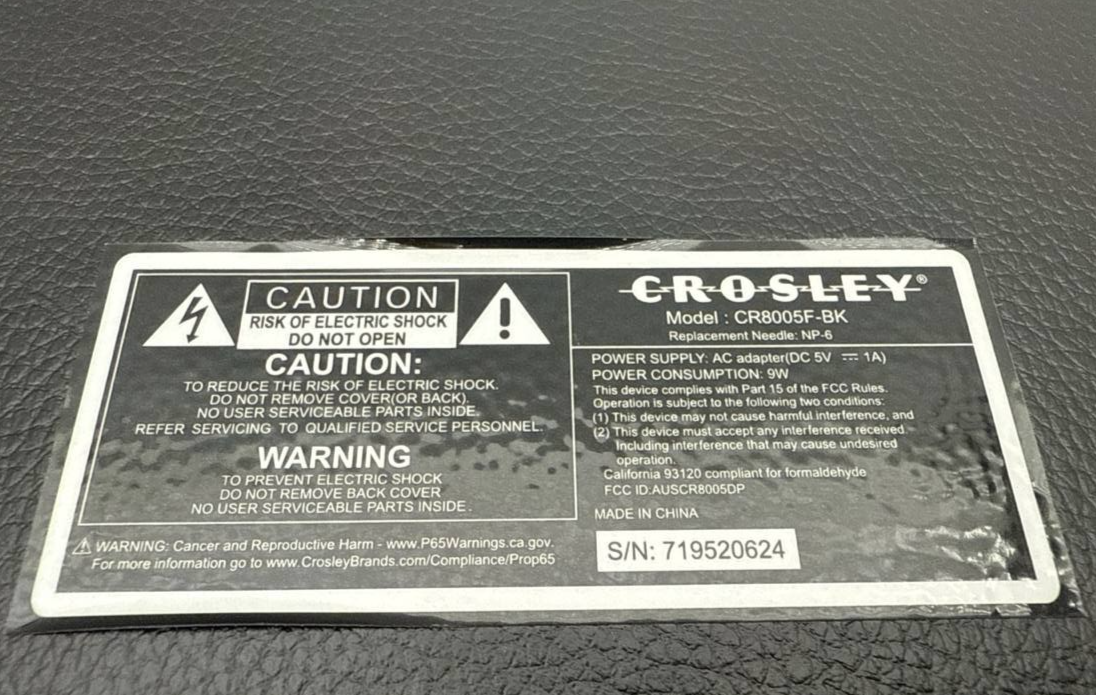 CAUTION
RISK OF ELECTRIC SHOCK
DO NOT OPEN
CAUTION:
TO REDUCE THE RISK OF ELECTRIC SHOCK.
DO NOT REMOVE COVER(OR BACK).
NO USER SERVICEABLE PARTS INSIDE.
REFER SERVICING TO QUALIFIED SERVICE PERSONNEL.
WARNING
TO PREVENT ELECTRIC SHOCK
DO NOT REMOVE BACK COVER
NO USER SERVICEABLE PARTS INSIDE.
WARNING: Cancer and Reproductive Harm - www.P65Warnings.ca.gov.
For more information go to www.CrosleyBrands.com/Compliance/Prop65
CROSLEY®
Model : CR8005F-BK
Replacement Needle: NP-6
POWER SUPPLY: AC adapter(DC 5V ⎓ 1A)
POWER CONSUMPTION: 9W
This device complies with Part 15 of the FCC Rules.
Operation is subject to the following two conditions:
(1) This device may not cause harmful interference, and
(2) This device must accept any interference received.
Including interference that may cause undesired
operation.
California 93120 compliant for formaldehyde
FCC ID:AUSCR8005DP
MADE IN CHINA
S/N: 719520624